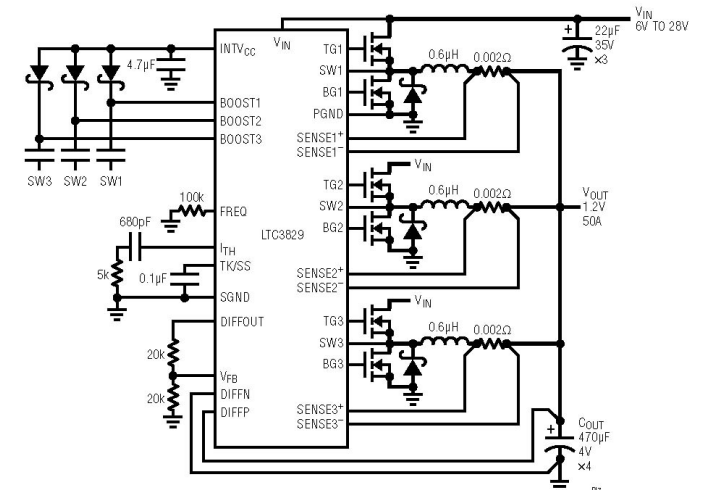 VIN
6V TO 28V
22µF
35V
×3
INTVCC
VIN
TG1
0.6µH
0.002Ω
4.7µF
SW1
BG1
BOOST1
PGND
BOOST2
SENSE1+
BOOST3
SENSE1−
SW3
SW2
SW1
VIN
TG2
0.6µH
0.002Ω
100k
FREQ
SW2
VOUT
1.2V
50A
680pF
BG2
LTC3829
ITH
5k
0.1µF
TK/SS
SENSE2+
SENSE2−
SGND
VIN
DIFFOUT
TG3
0.6µH
0.002Ω
20k
SW3
BG3
VFB
20k
DIFFN
DIFFP
SENSE3+
SENSE3−
COUT
470µF
4V
×4